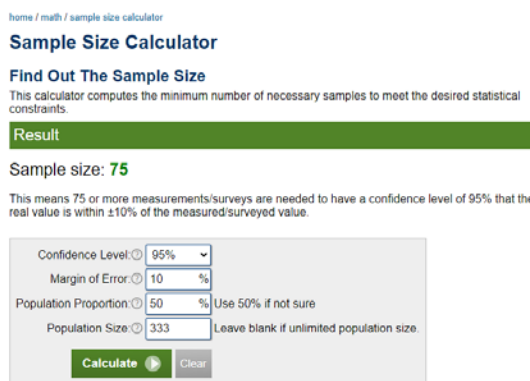 home / math / sample size calculator
Sample Size Calculator
Find Out The Sample Size
This calculator computes the minimum number of necessary samples to meet the desired statistical
constraints.
Result
Sample size: 75
This means 75 or more measurements/surveys are needed to have a confidence level of 95% that the
real value is within ±10% of the measured/surveyed value.
Confidence Level: ? 95%
Margin of Error: ? 10 %
Population Proportion: ? 50 % Use 50% if not sure
Population Size: ? 333 Leave blank if unlimited population size.
Calculate Clear